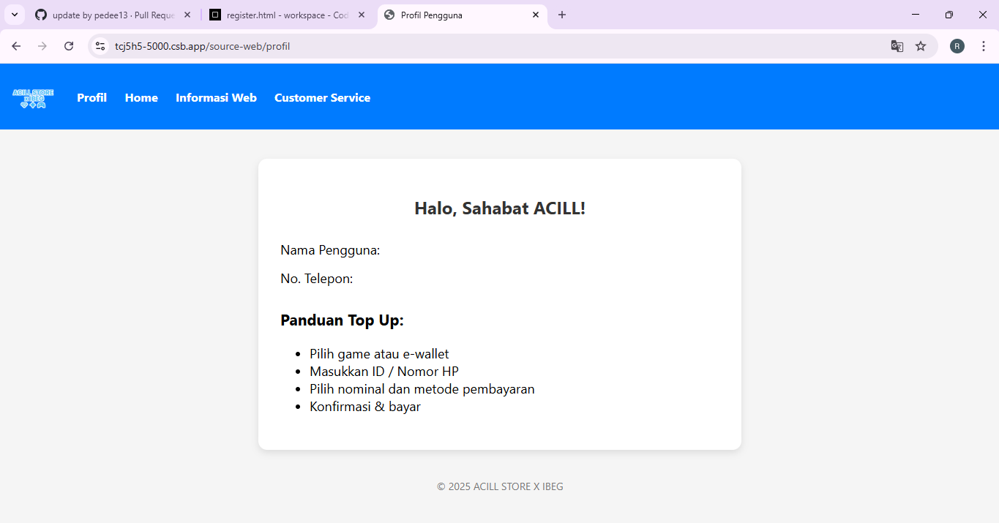 update by pedee13 · Pull Reque
register.html - workspace - Cod
Profil Pengguna
tcj5h5-5000.csb.app/source-web/profil
R
ACILL STORE
X IBEG
Profil
Home
Informasi Web
Customer Service
Halo, Sahabat ACILL!
Nama Pengguna:
No. Telepon:
Panduan Top Up:
Pilih game atau e-wallet
Masukkan ID / Nomor HP
Pilih nominal dan metode pembayaran
Konfirmasi & bayar
© 2025 ACILL STORE X IBEG